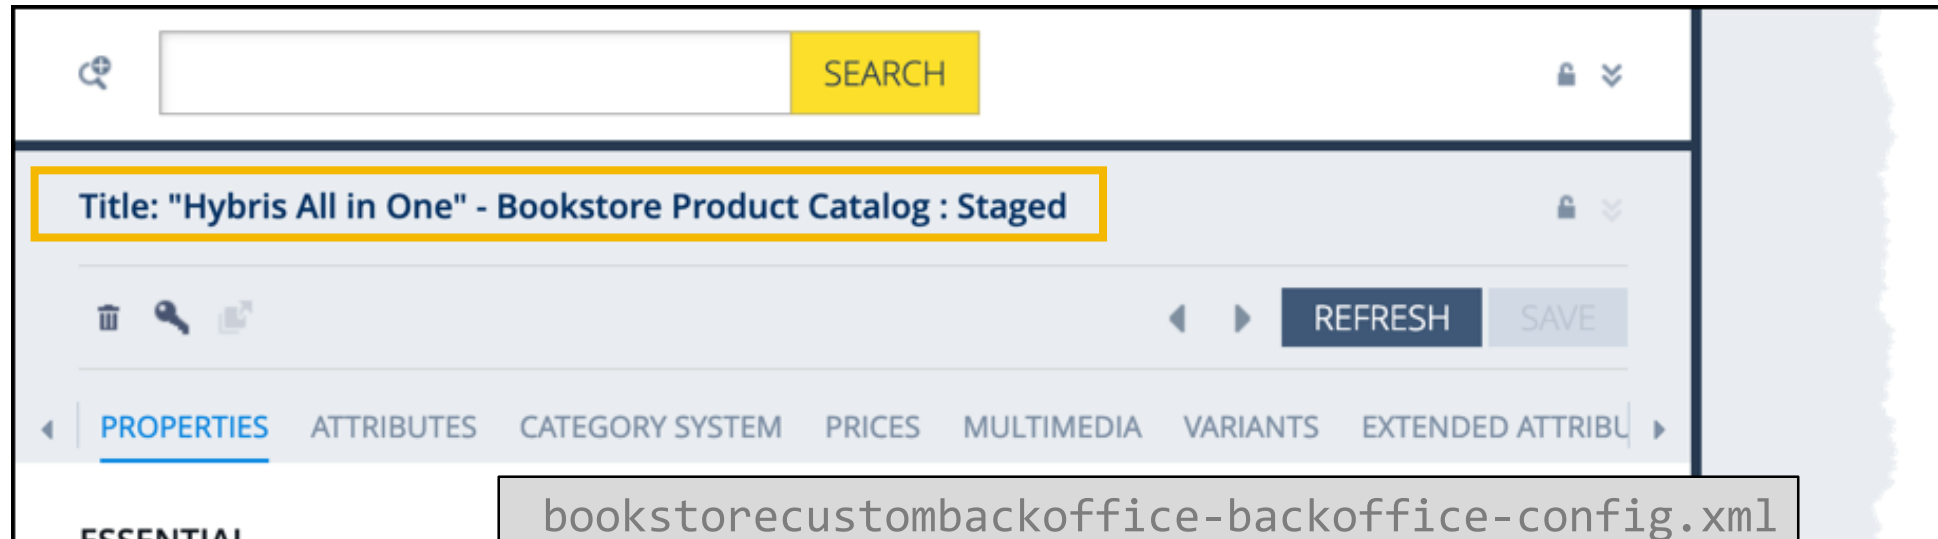 SEARCH
Title: "Hybris All in One" - Bookstore Product Catalog : Staged
REFRESH SAVE
PROPERTIES ATTRIBUTES CATEGORY SYSTEM PRICES MULTIMEDIA VARIANTS EXTENDED ATTRIBU
ESSENTIAL
bookstorecustombackoffice-backoffice-config.xml